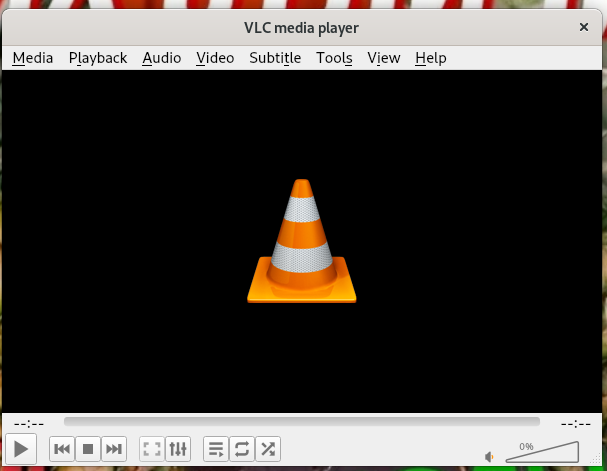 VLC media player
Media Playback Audio Video Subtitle Tools View Help
--:-- --:--
0%